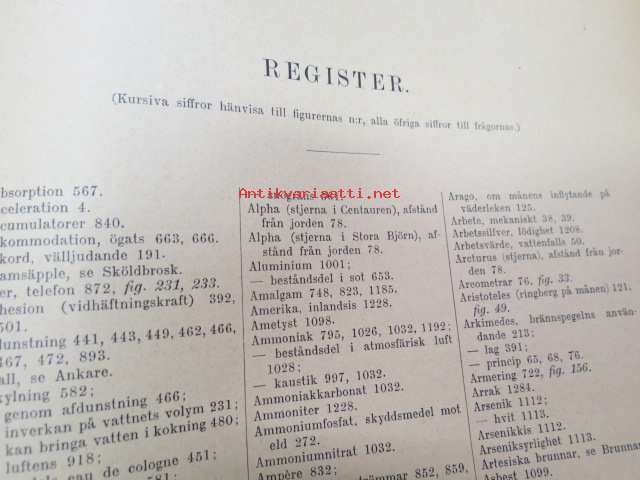 REGISTER.
(Kursiva siffror hänvisa till figurernas n:r, alla öfriga siffror till frågornas.)
Antikvariaatti.net
bsorption 567.
celeration 4.
cumulatorer 840.
kommodation, ögats 663, 666.
kord, välljudande 191.
amsäpple, se Sköldbrosk.
er, telefon 872, fig. 231, 233.
hesion (vidhäftningskraft) 392,
501.
dunstning 441, 443, 449, 462, 466,
467, 472, 893.
all, se Ankare.
kylning 582;
genom afdunstning 466;
inverkan på vattnets volym 231;
kan bringa vatten i kokning 480;
luftens 918;
eau de cologne 451;
581;
Alpha (stjerna i Centauren), afstånd
från jorden 78.
Alpha (stjerna i Stora Björn), af-
stånd från jorden 78.
Aluminium 1001;
— beståndsdel i sot 653.
Amalgam 748, 823, 1185.
Amerika, inlandsis 1228.
Ametyst 1098.
Ammoniak 795, 1026, 1032, 1192;
— beståndsdel i atmosfärisk luft
1028;
— kaustik 997, 1032.
Ammoniakkarbonat 1032.
Ammoniter 1228.
Ammoniumfosfat, skyddsmedel mot
eld 272.
Ammoniumnitrat 1032.
Ampère 832;
852, 859,
Arago, om månens inflytande på
väderleken 125.
Arbete, mekaniskt 38, 39.
Arbetssilfver, lödighet 1208.
Arbetsvärde, vattenfalls 50.
Arcturus (stjerna), afstånd från jor-
den 78.
Areometrar 76, fig. 33.
Aristoteles (ringberg på månen) 121,
fig. 49.
Arkimedes, brännspegelns använ-
dande 213;
— lag 391;
— princip 65, 68, 76.
Armering 722, fig. 156.
Arrak 1284.
Arsenik 1112;
— hvit 1113.
Arsenikkis 1112.
Arseniksyrlighet 1113.
Artesiska brunnar, se Brunnar
Asbest 1099.